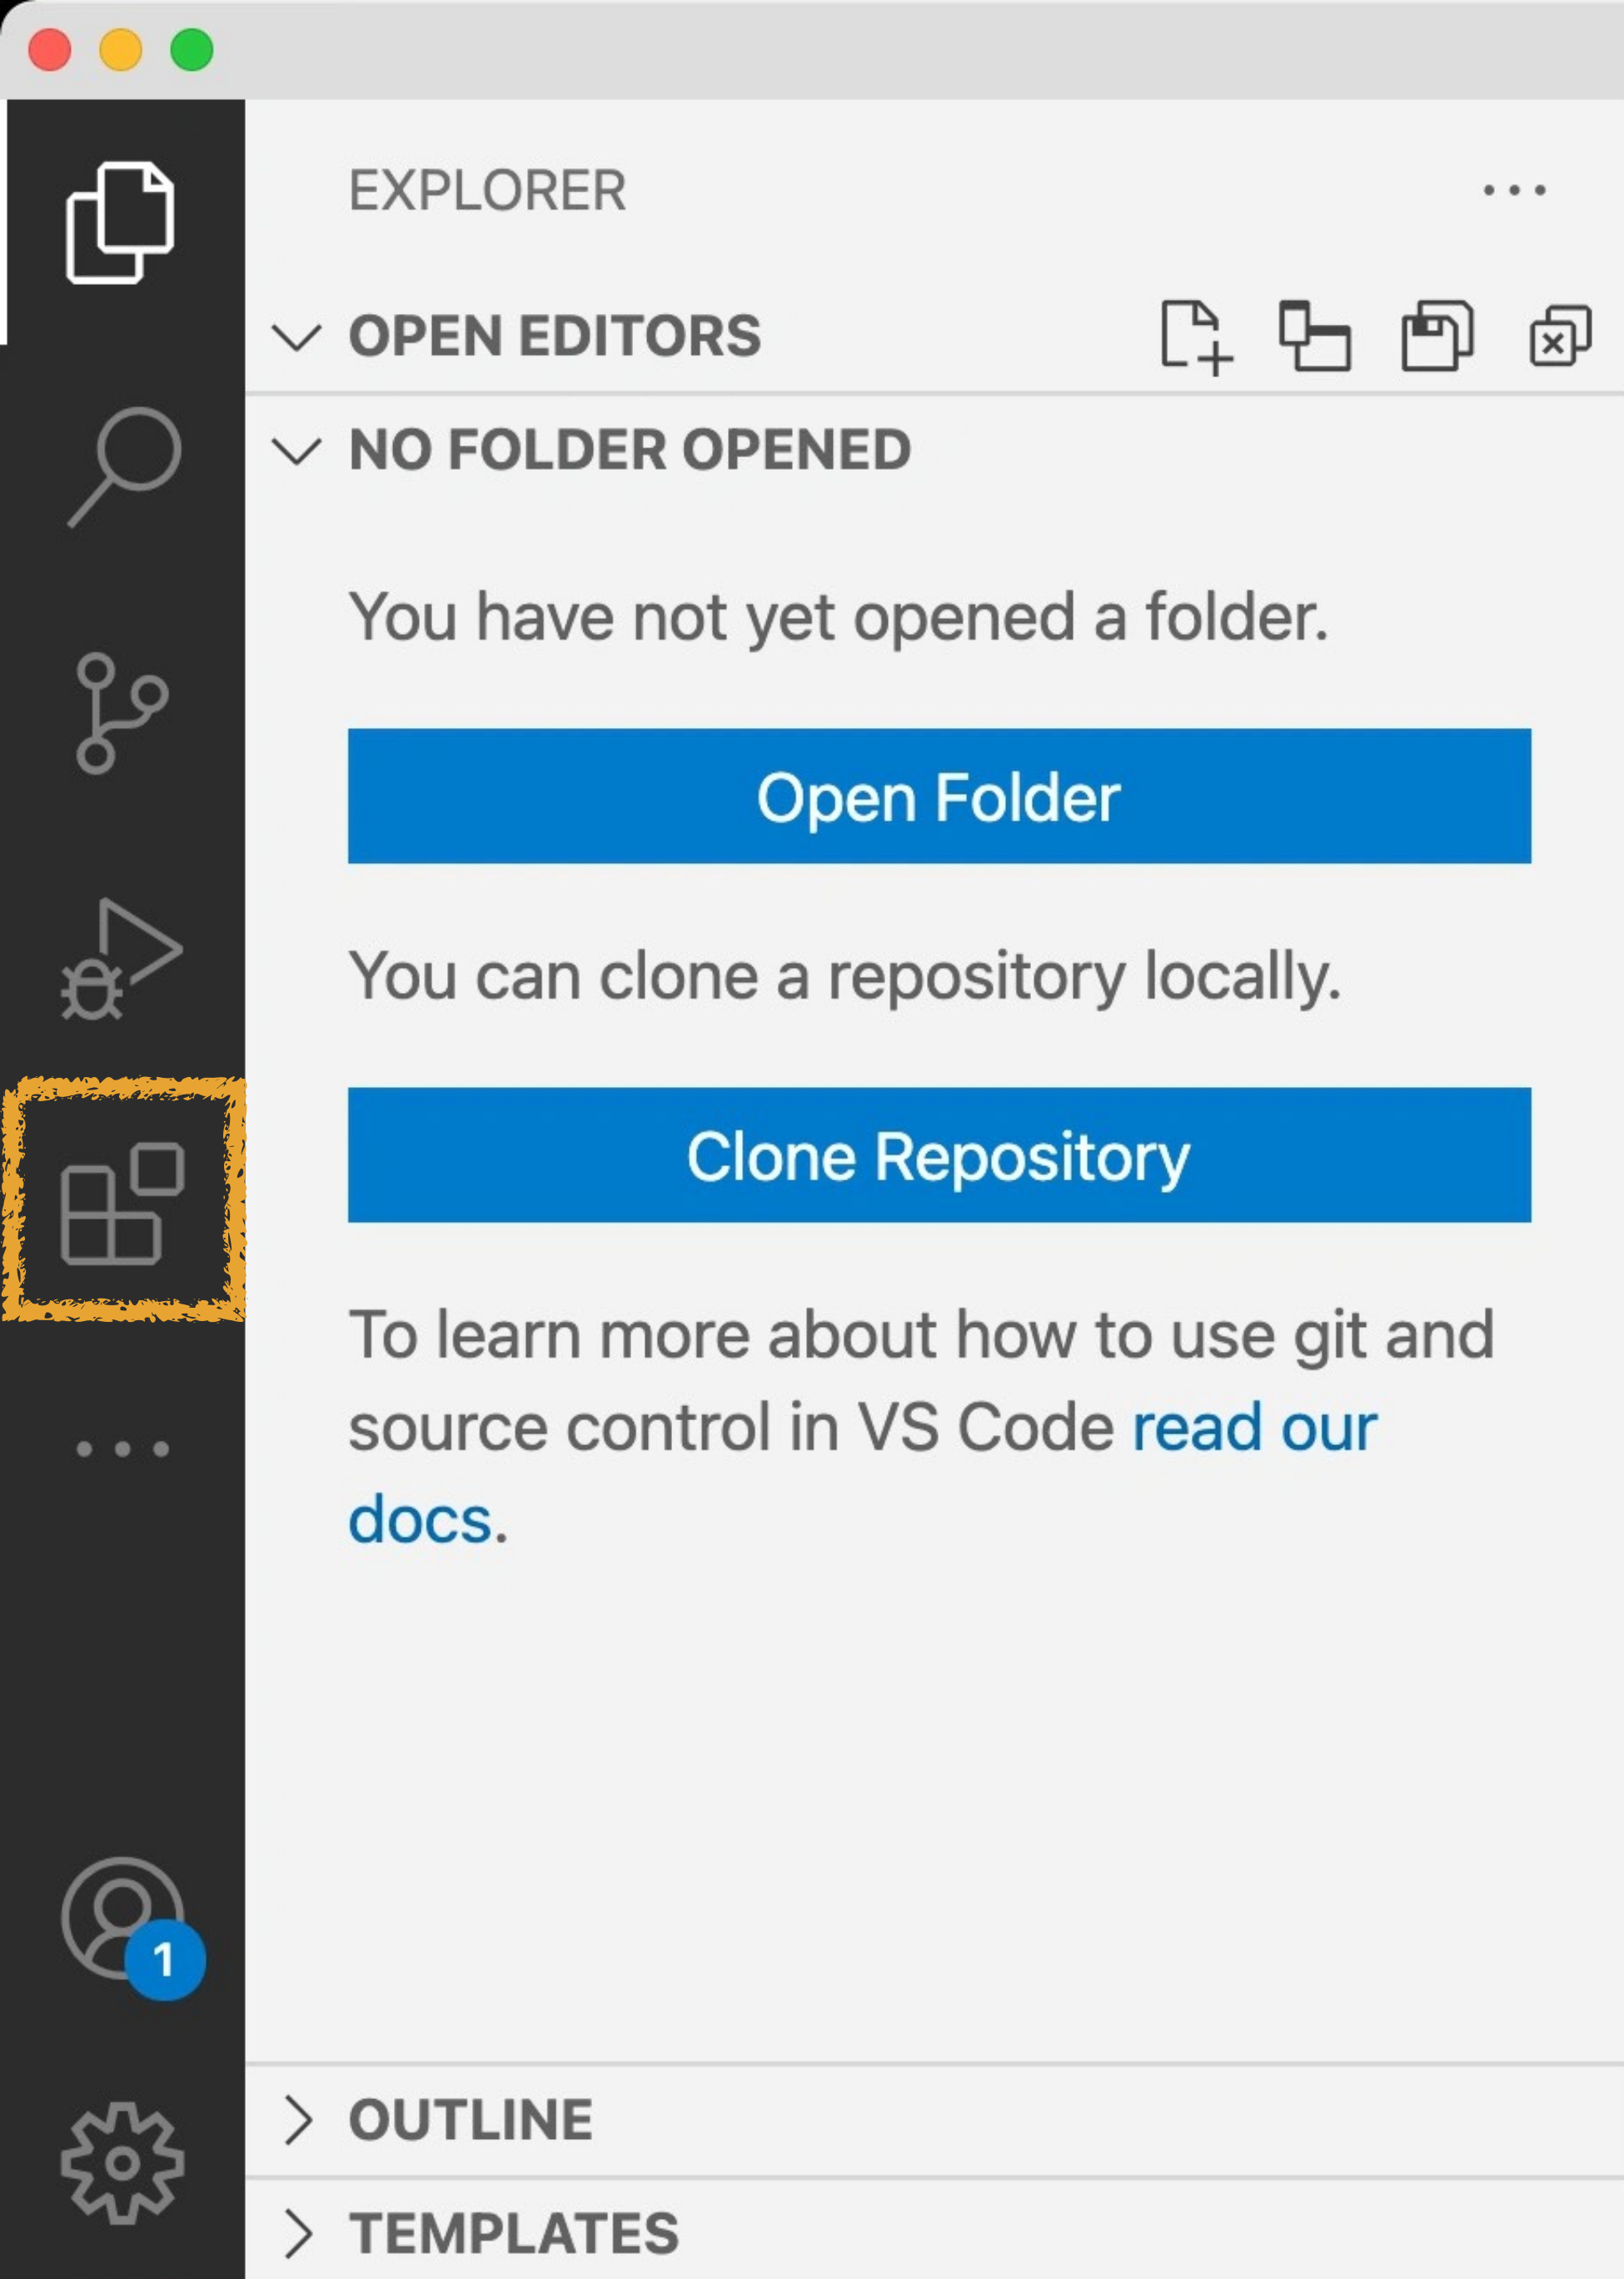 EXPLORER
OPEN EDITORS
NO FOLDER OPENED
You have not yet opened a folder.
Open Folder
You can clone a repository locally.
Clone Repository
To learn more about how to use git and
source control in VS Code read our
docs.
1
OUTLINE
TEMPLATES